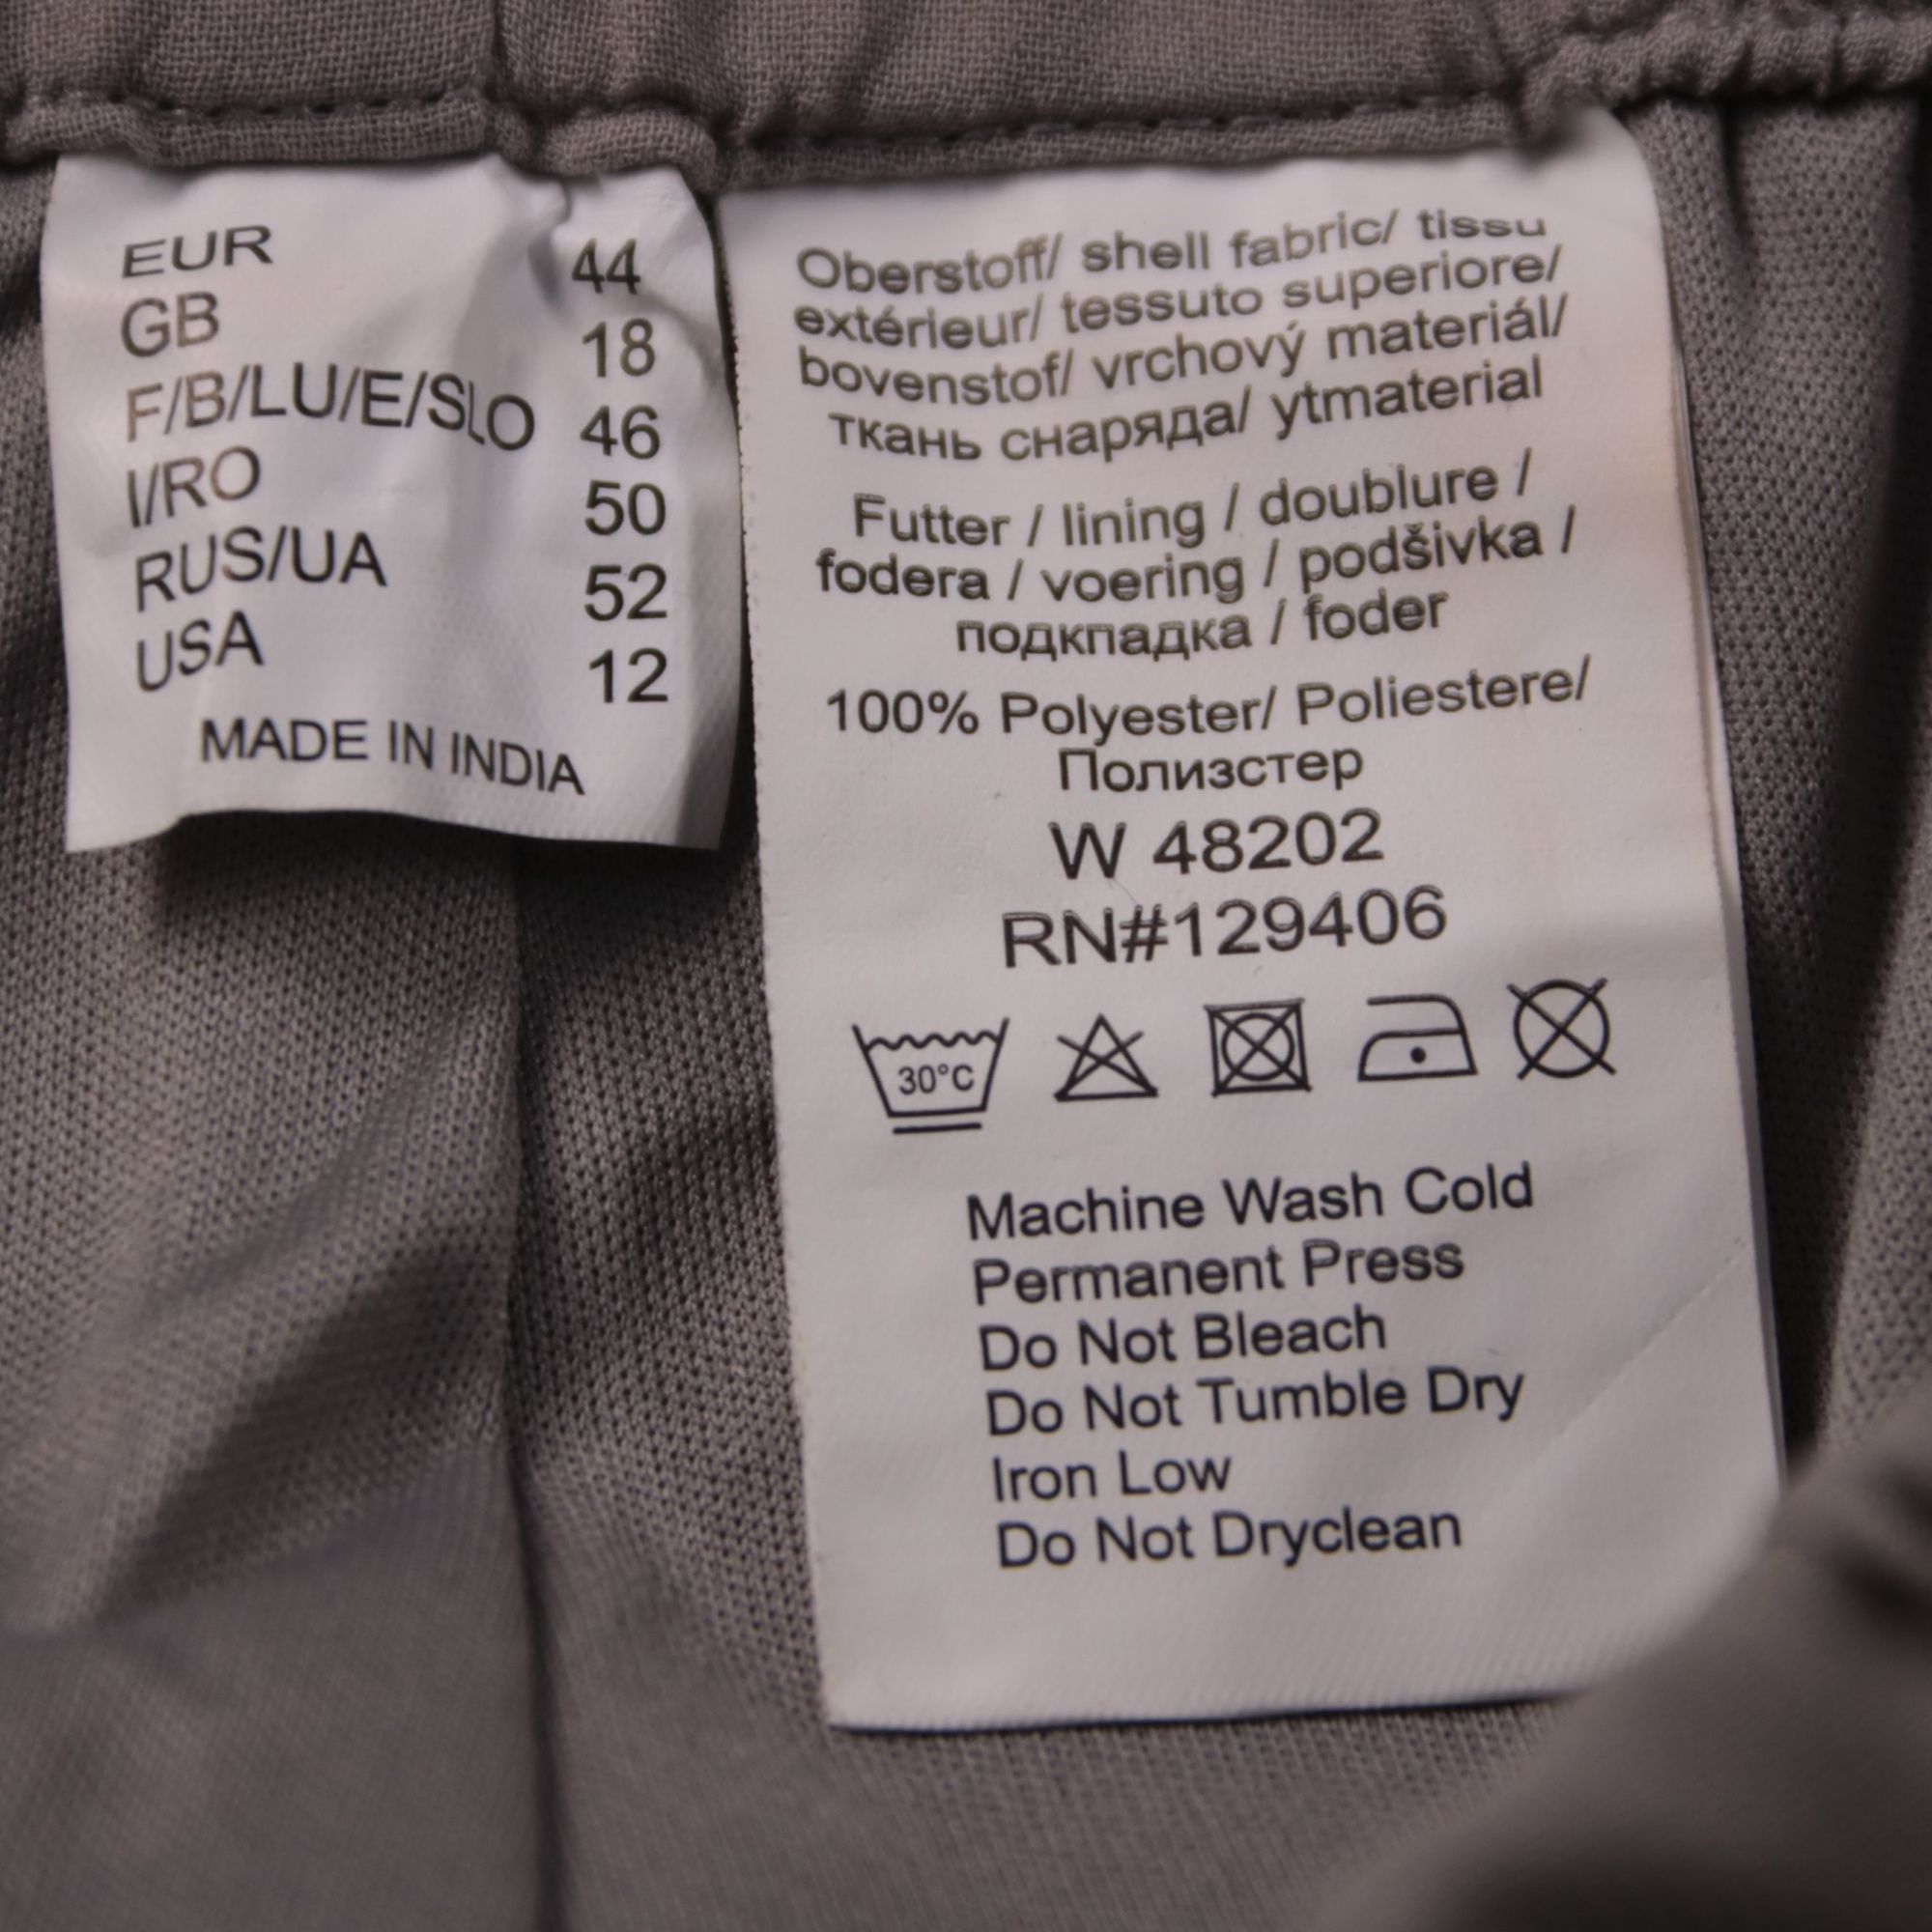 EUR 44
GB 18
F/B/LU/E/SLO 46
I/RO 50
RUS/UA 52
USA 12
MADE IN INDIA
Oberstoff/ shell fabric/ tissu
extérieur/ tessuto superiore/
bovenstof/ vrchový materiál/
ткань снаряда/ ytmaterial
Futter / lining / doublure /
fodera / voering / podšivka /
подкпадка / foder
100% Polyester/ Poliestere/
Полизстер
W 48202
RN#129406
30°C
Machine Wash Cold
Permanent Press
Do Not Bleach
Do Not Tumble Dry
Iron Low
Do Not Dryclean